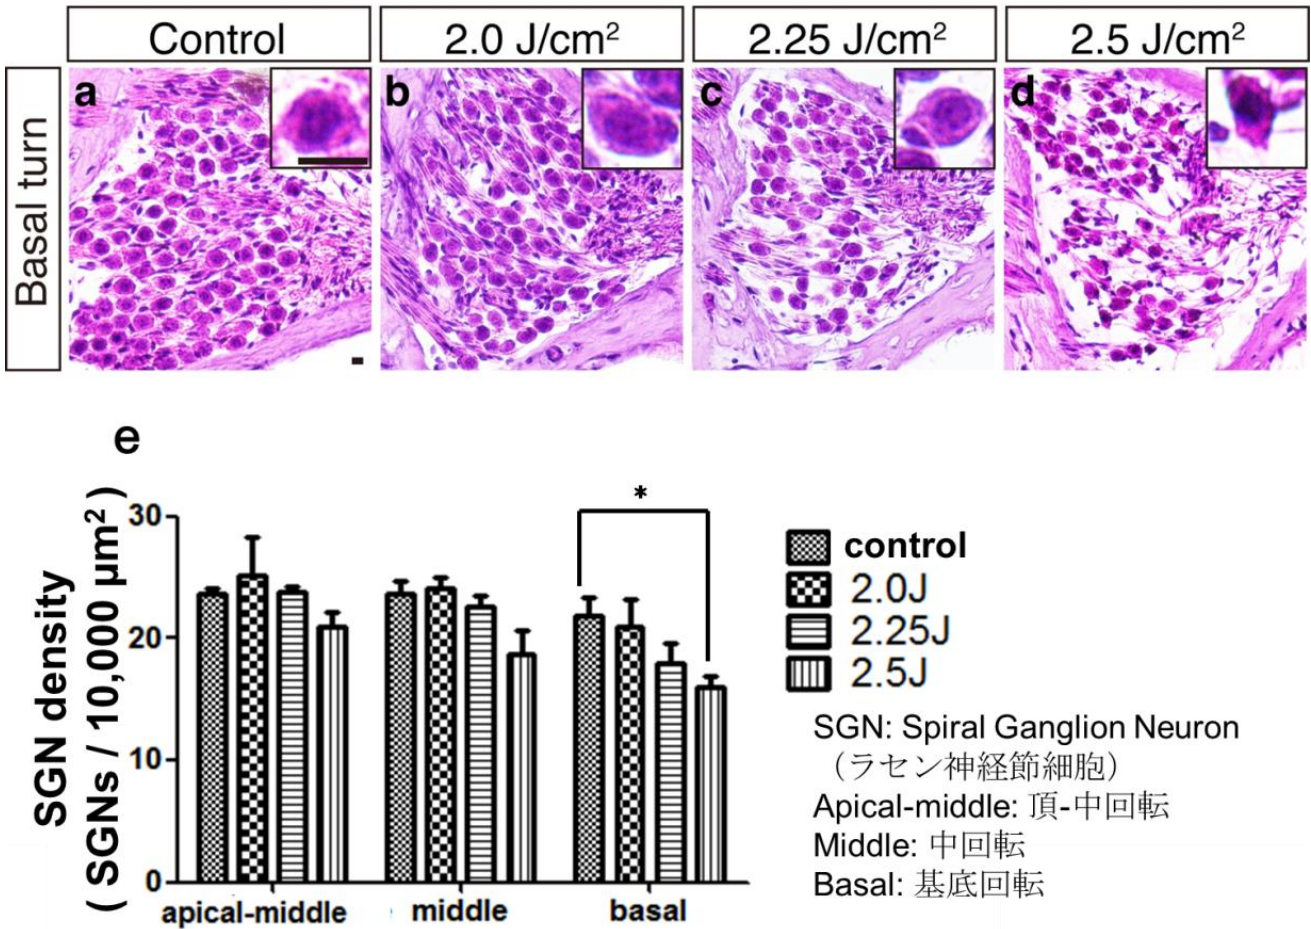 Control
2.0 J/cm²
2.25 J/cm²
2.5 J/cm²
Basal turn
a
b
c
d
e
*
SGN density
( SGNs / 10,000 μm² )
30
20
10
0
apical-middle
middle
basal
control
2.0J
2.25J
2.5J
SGN: Spiral Ganglion Neuron
（ラセン神経節細胞）
Apical-middle: 頂-中回転
Middle: 中回転
Basal: 基底回転